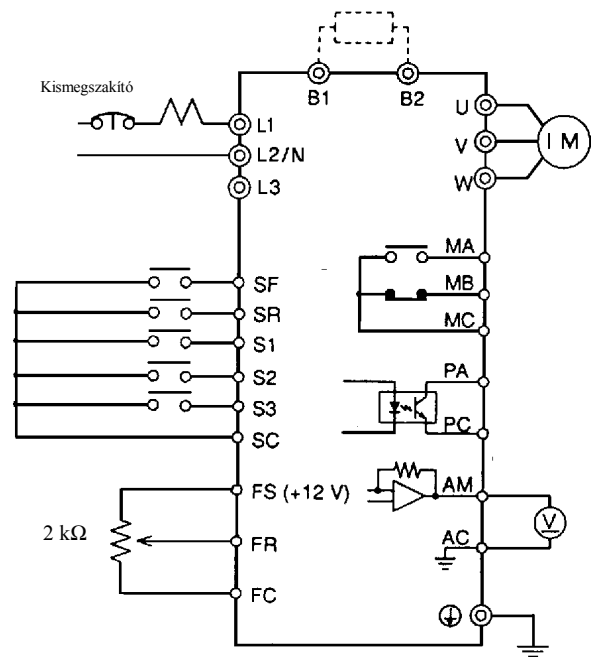 B1 B2
Kismegszakító
L1
L2/N
L3
U
V
W
IM
MA
MB
MC
SF
SR
S1
S2
S3
SC
PA
PC
FS (+12 V)
2 kΩ
FR
FC
AM
AC
V